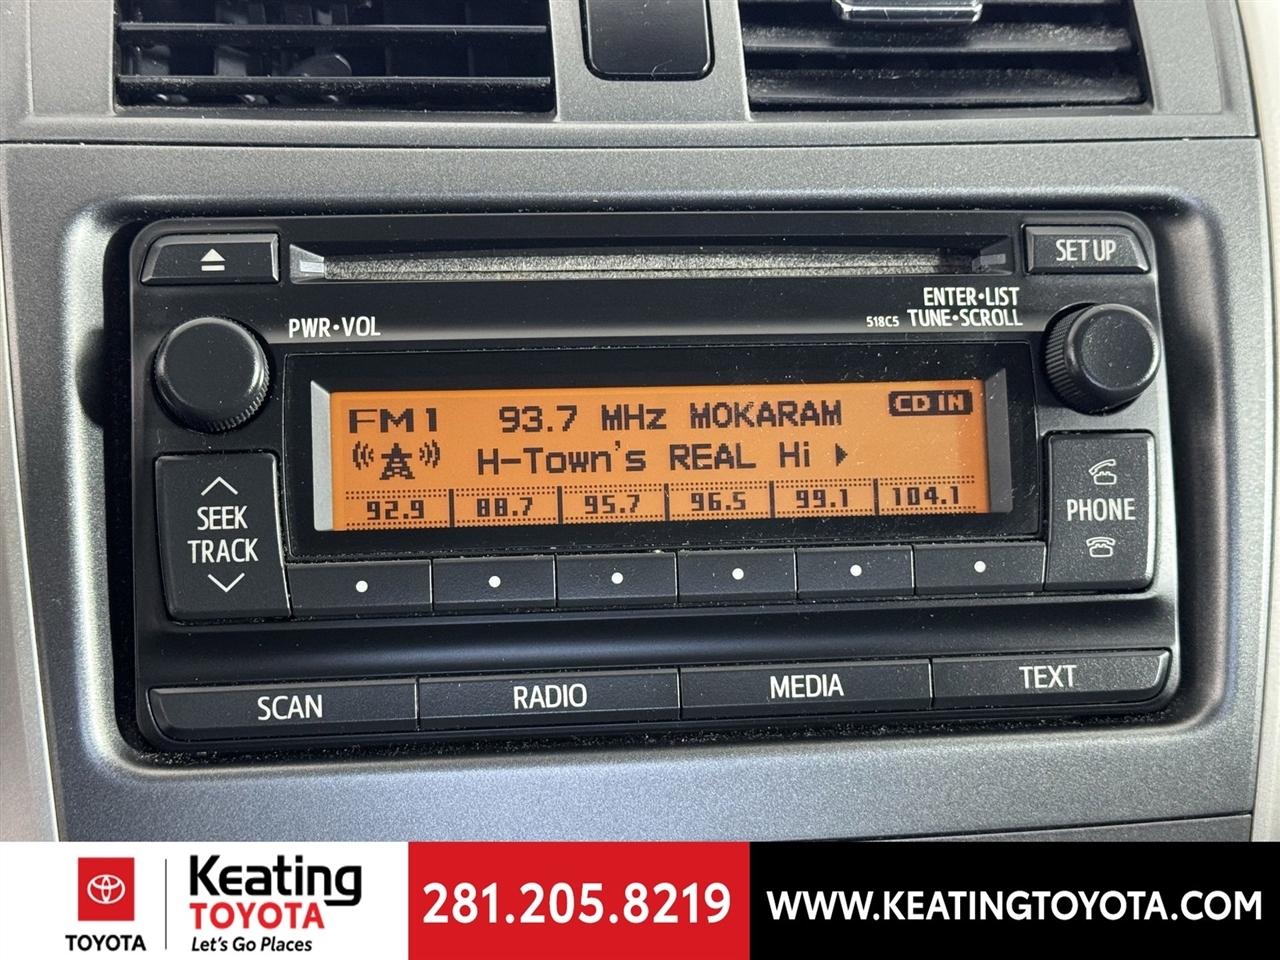 SET UP
PWR•VOL
ENTER•LIST
518C5 TUNE•SCROLL
FM1 93.7 MHz MOKARAM CD IN
H-Town's REAL Hi
92.9 88.7 95.7 96.5 99.1 104.1
SEEK
TRACK
PHONE
SCAN RADIO MEDIA TEXT
TOYOTA
Keating
TOYOTA
Let's Go Places
281.205.8219
WWW.KEATINGTOYOTA.COM